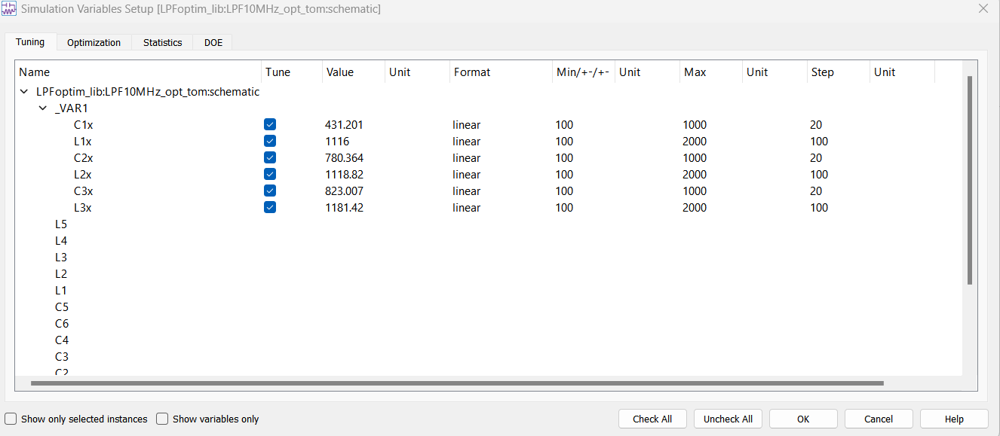 Simulation Variables Setup [LPFoptim_lib:LPF10MHz_opt_tom:schematic]
Tuning Optimization Statistics DOE
Name Tune Value Unit Format Min/+-/+- Unit Max Unit Step Unit
LPFoptim_lib:LPF10MHz_opt_tom:schematic
_VAR1
C1x 431.201 linear 100 1000 20
L1x 1116 linear 100 2000 100
C2x 780.364 linear 100 1000 20
L2x 1118.82 linear 100 2000 100
C3x 823.007 linear 100 1000 20
L3x 1181.42 linear 100 2000 100
L5
L4
L3
L2
L1
C5
C6
C4
C3
C2
Show only selected instances Show variables only Check All Uncheck All OK Cancel Help